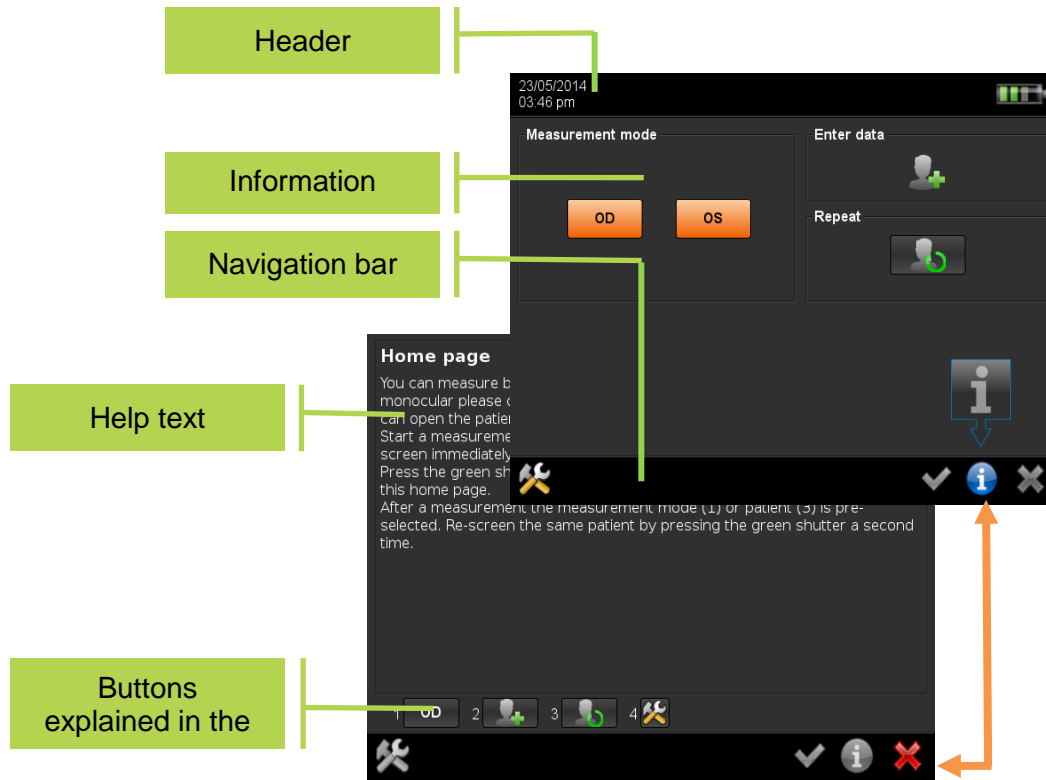 Header
23/05/2014
03:46 pm
Measurement mode
Enter data
Information
OD OS
Repeat
Navigation bar
Home page
You can measure b
monocular please
can open the patie
Help text
Start a measureme
screen immediately
Press the green sh
this home page.
After a measurement the measurement mode (1) or patient (3) is pre-
selected. Re-screen the same patient by pressing the green shutter a second
time.
Buttons
explained in the
1 OD 2 3 4